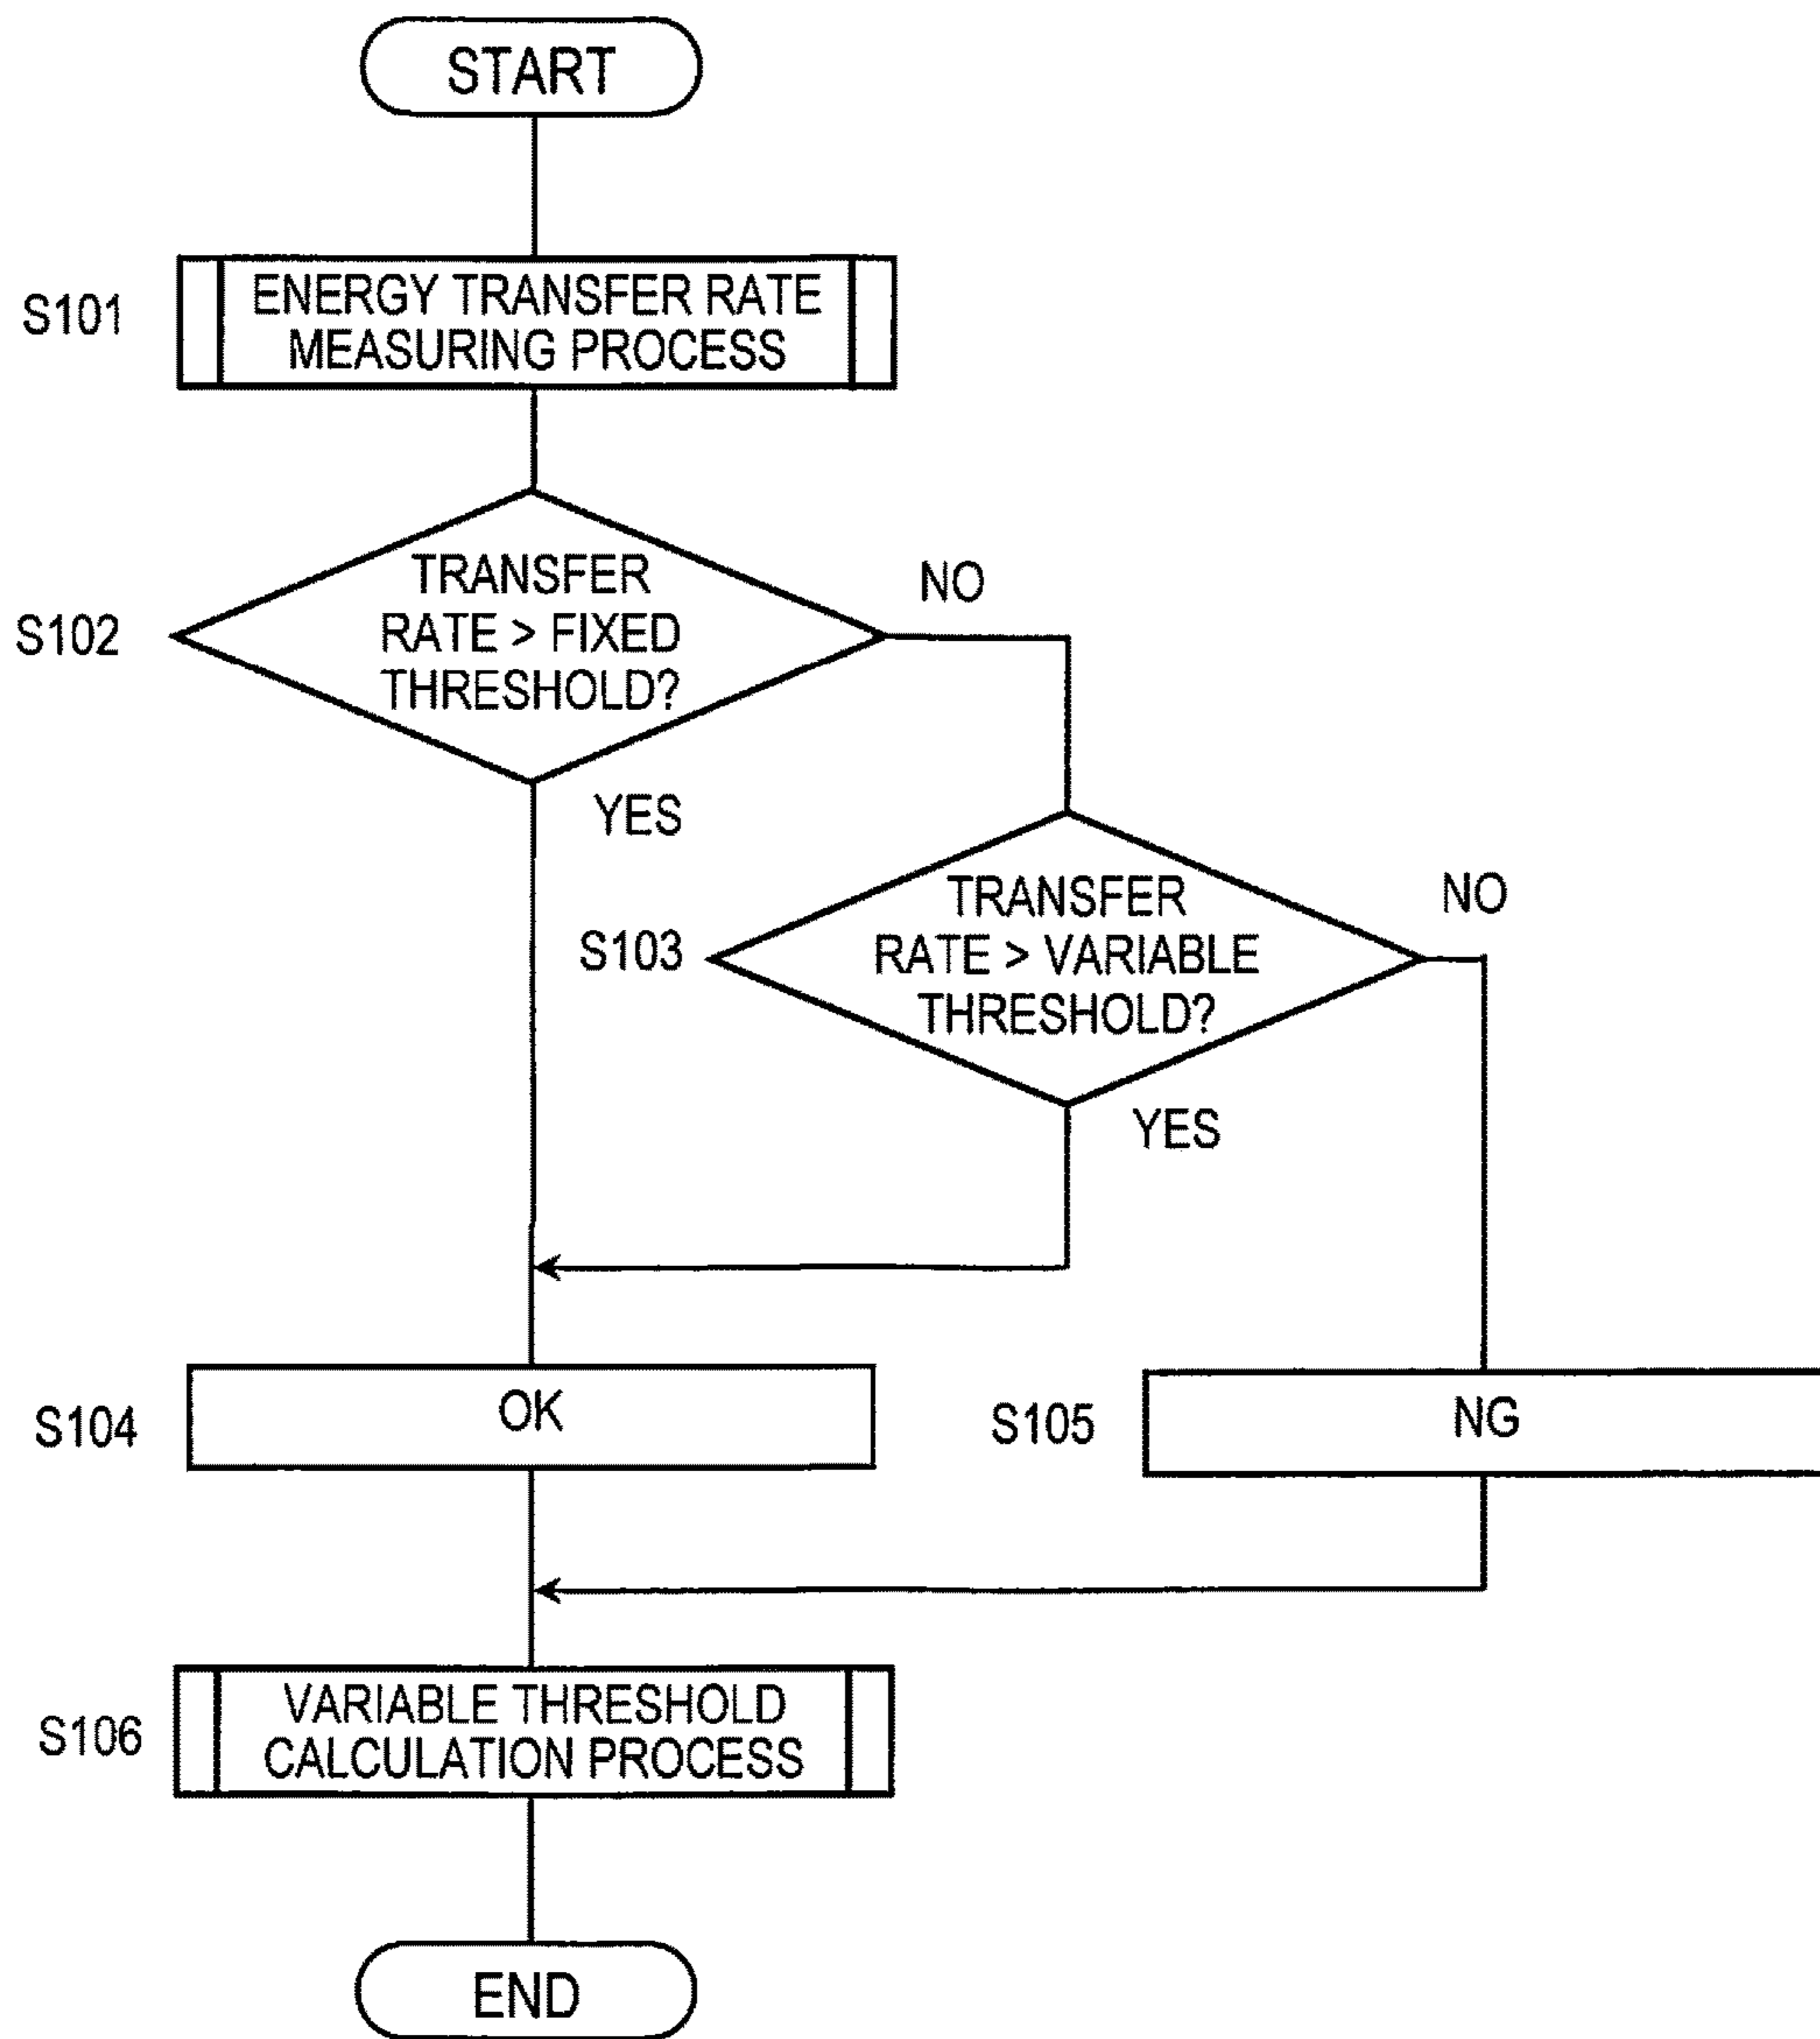 START
S101
ENERGY TRANSFER RATE
MEASURING PROCESS
S102
TRANSFER
RATE > FIXED
THRESHOLD?
NO
YES
S103
TRANSFER
RATE > VARIABLE
THRESHOLD?
NO
YES
S104
OK
S105
NG
S106
VARIABLE THRESHOLD
CALCULATION PROCESS
END